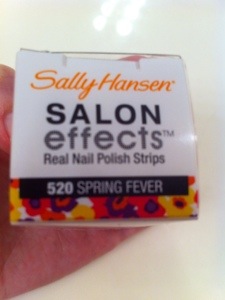 Sally Hansen®
SALON
effects™
Real Nail Polish Strips
520 SPRING FEVER